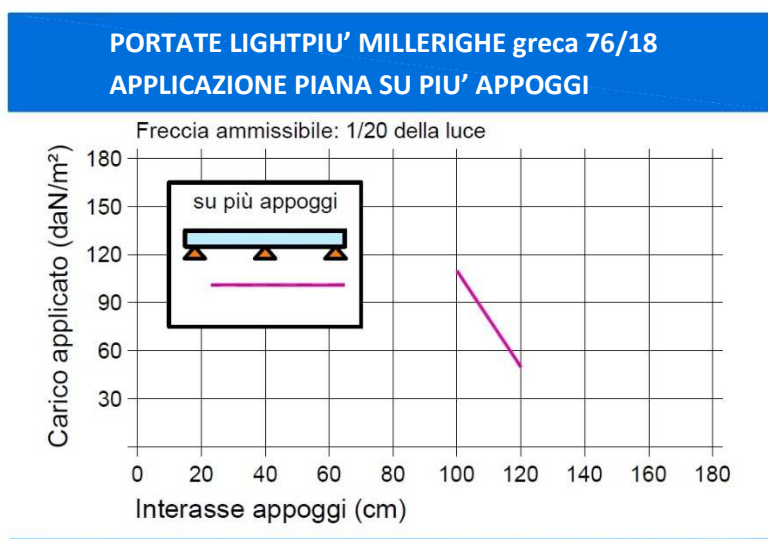 PORTATE LIGHTPIU’ MILLERIGHE greca 76/18
APPLICAZIONE PIANA SU PIU’ APPOGGI
Freccia ammissibile: 1/20 della luce
Carico applicato (daN/m²)
180
150
120
90
60
30
su più appoggi
0 20 40 60 80 100 120 140 160 180
Interasse appoggi (cm)